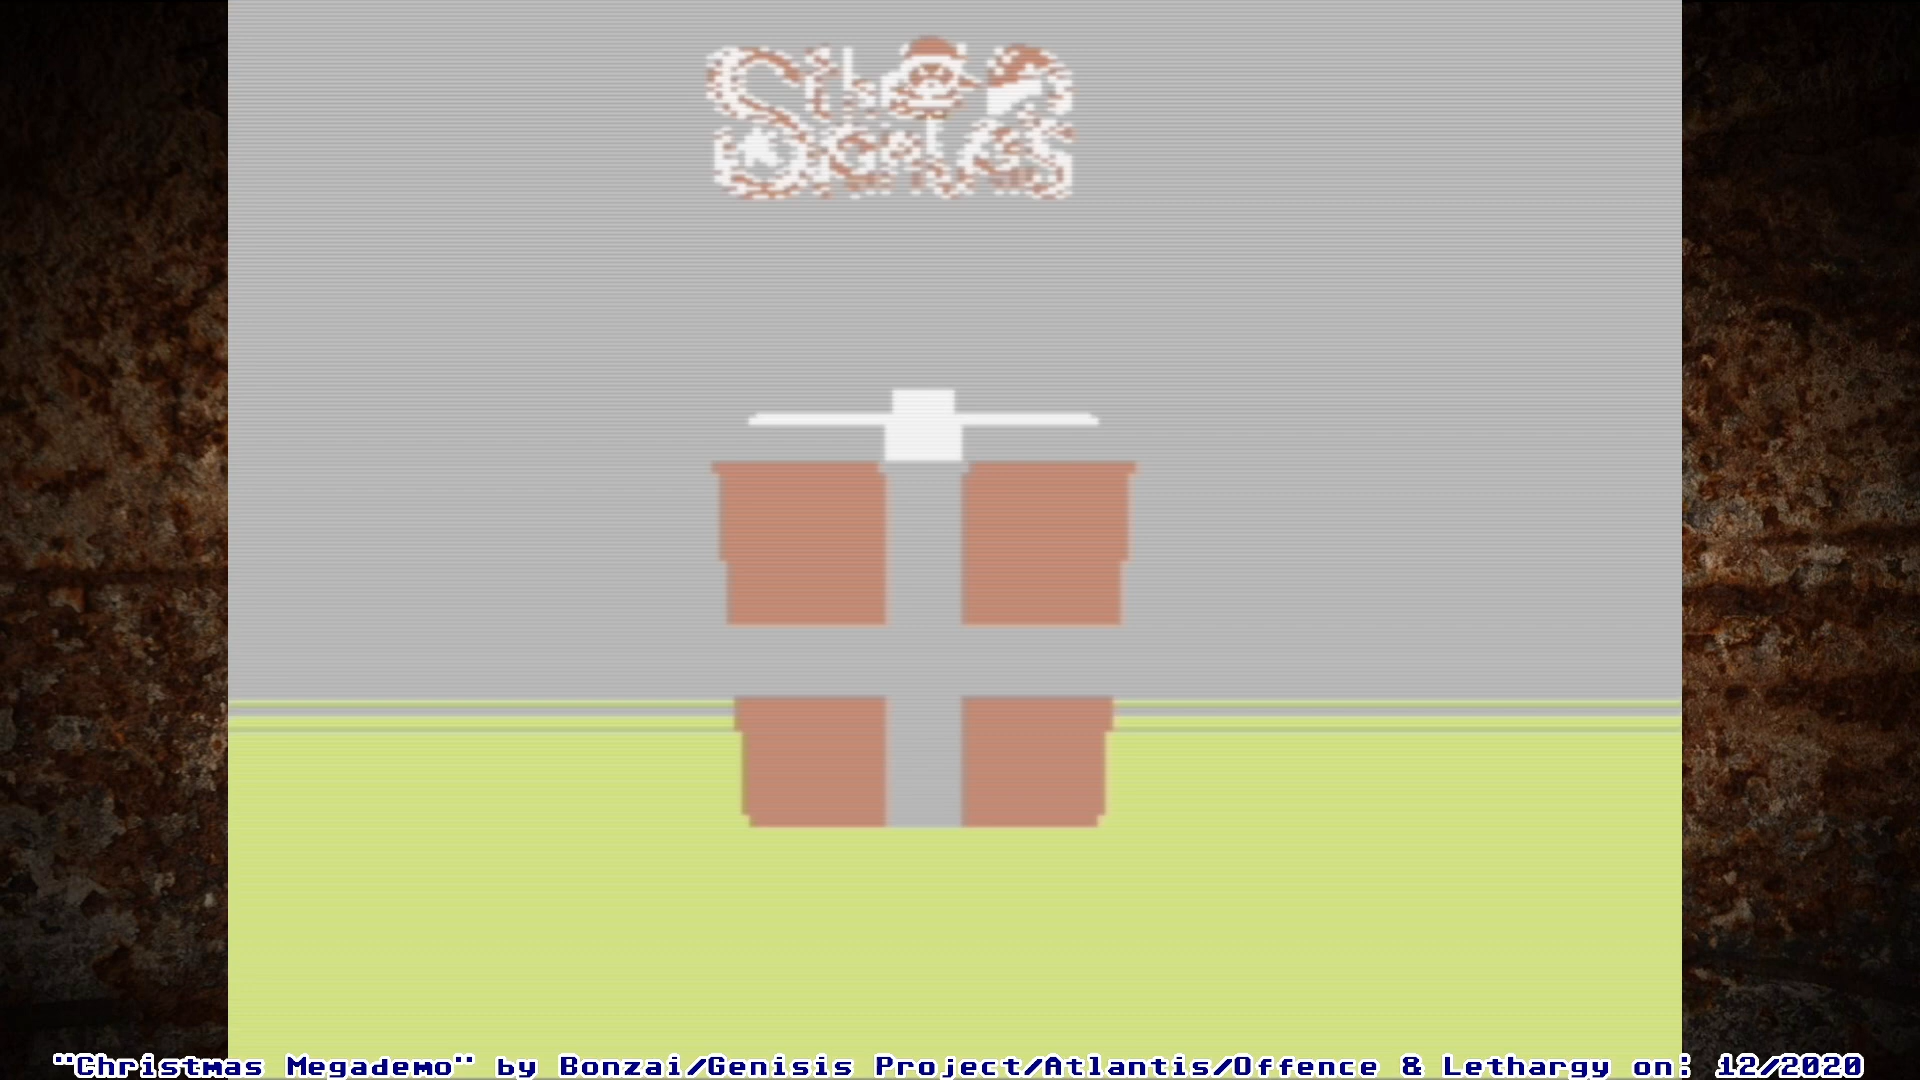 "Christmas Megademo" by Bonzai/Genisis Project/Atlantis/Offence & Lethargy on: 12/2020